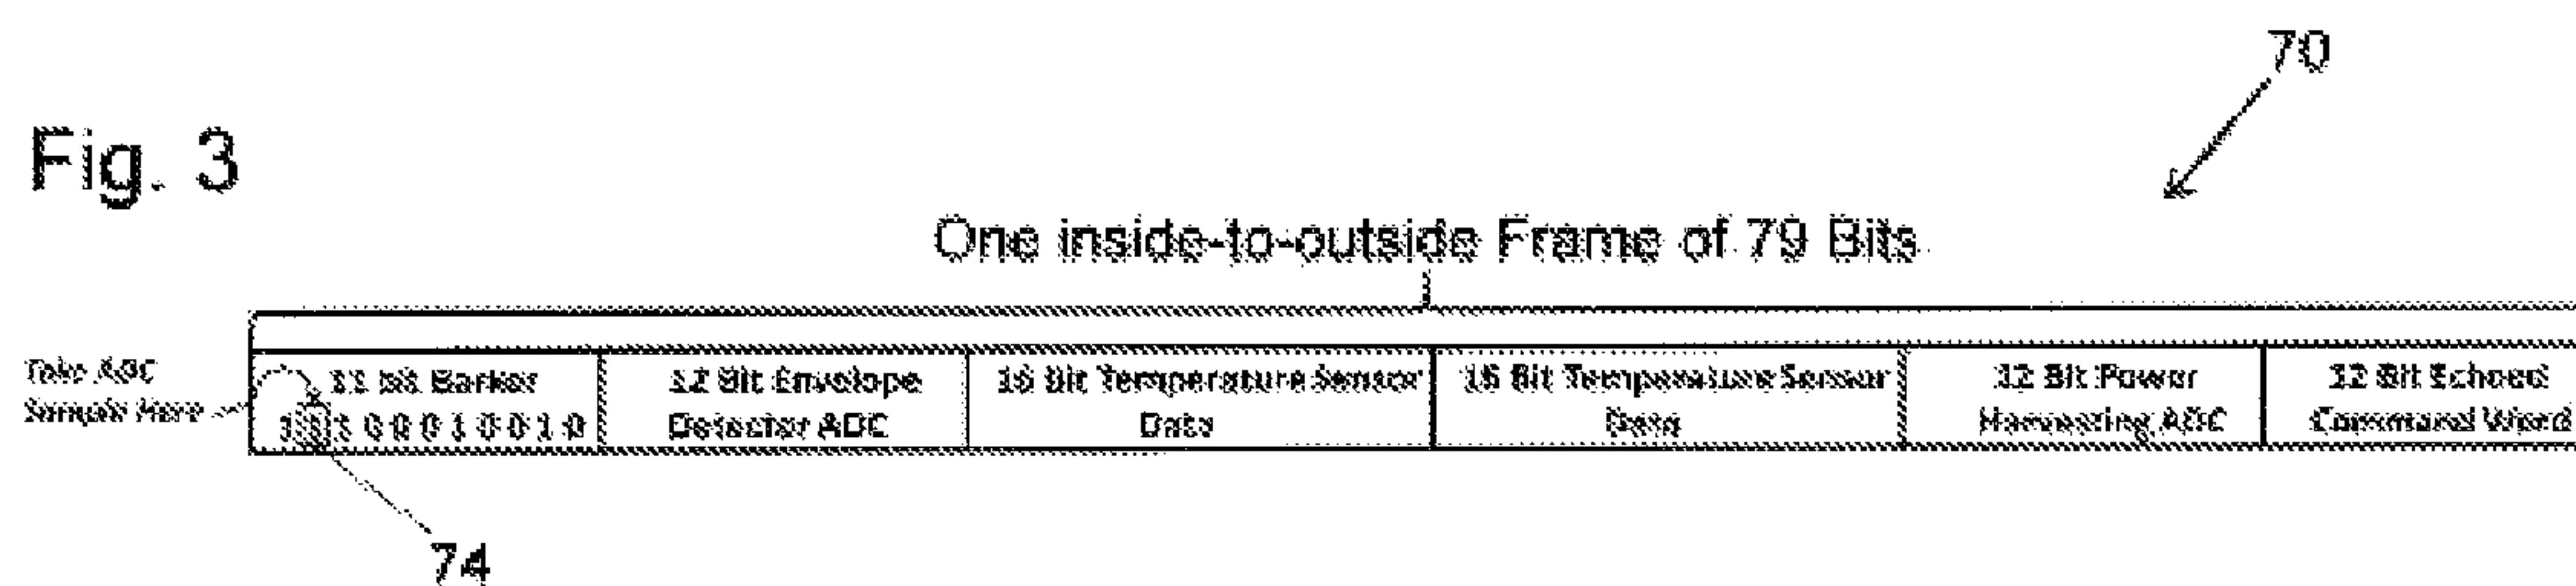 70
Fig. 3
One inside-to-outside Frame of 79 Bits
Take ADC
Sample Here
11 bit Barker
1 1 1 0 0 0 1 0 0 1 0
12 Bit Envelope
Detector ADC
16 Bit Temperature Sensor
Data
16 Bit Temperature Sensor
Data
12 Bit Power
Harvesting ADC
12 Bit Echoed
Command Word
74